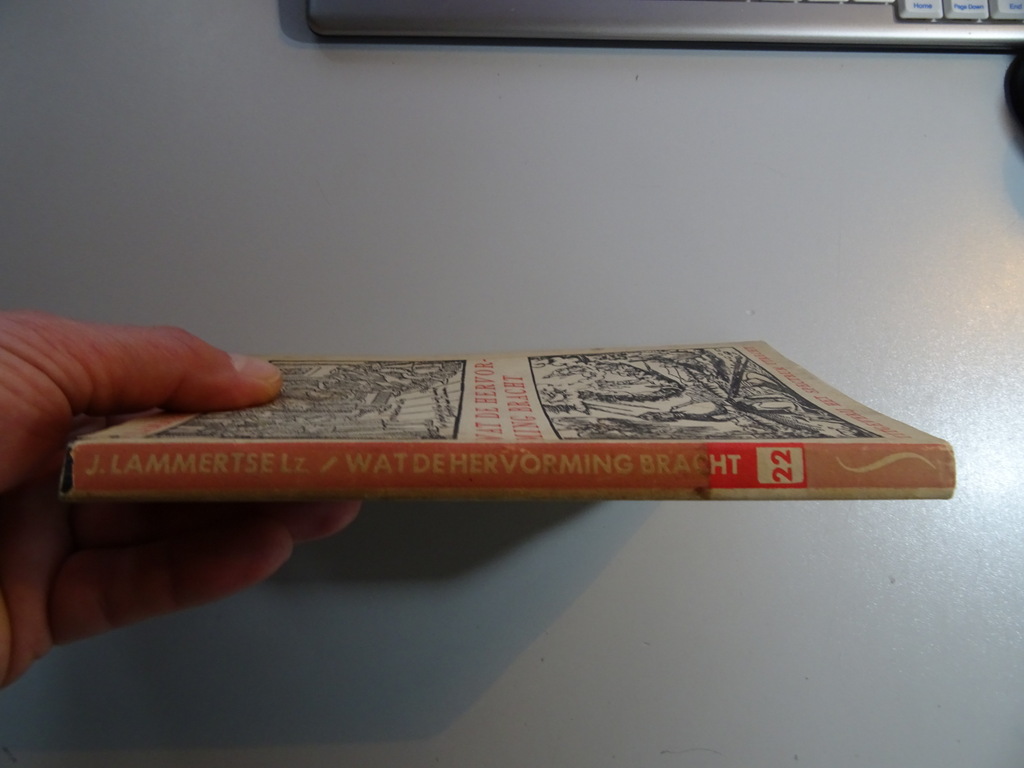 Home
Page Down
End
WAT DE HERVOR-
MING BRACHT
J. LAMMERTSE Lz. / WAT DE HERVORMING BRACHT 22